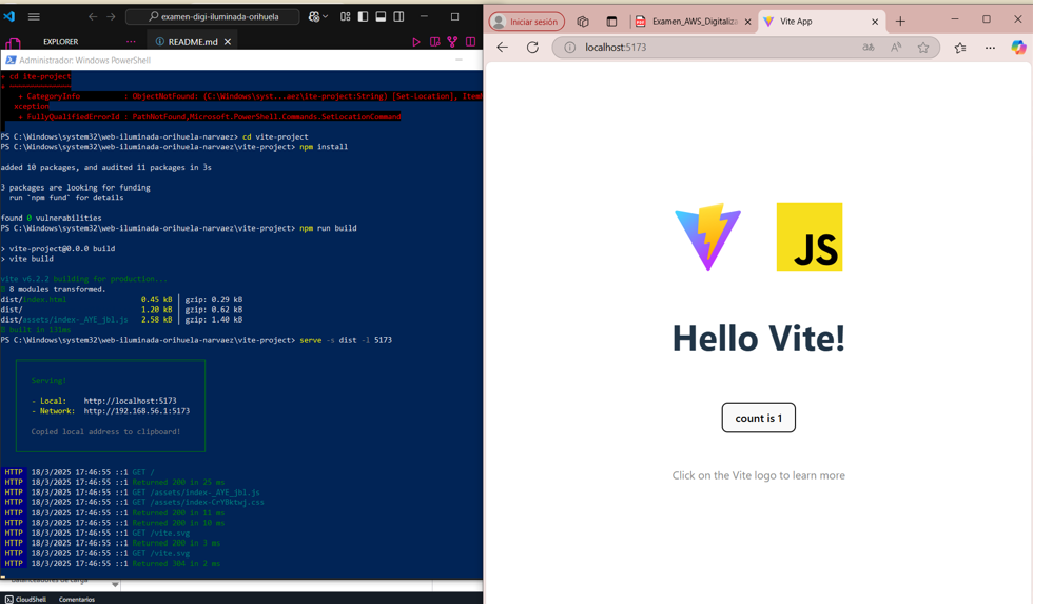 examen-digi-iluminada-orihuela
EXPLORER
README.md
Administrador: Windows PowerShell
+ cd ite-project
+ ~~~~~~~~~~~~~~
+ CategoryInfo : ObjectNotFound: (C:\Windows\syst...aez\ite-project:String) [Set-Location], ItemN
xception
+ FullyQualifiedErrorId : PathNotFound,Microsoft.PowerShell.Commands.SetLocationCommand
PS C:\Windows\system32\web-iluminada-orihuela-narvaez> cd vite-project
PS C:\Windows\system32\web-iluminada-orihuela-narvaez\vite-project> npm install
added 10 packages, and audited 11 packages in 3s
3 packages are looking for funding
run `npm fund` for details
found 0 vulnerabilities
PS C:\Windows\system32\web-iluminada-orihuela-narvaez\vite-project> npm run build
> vite-project@0.0.0 build
> vite build
vite v6.2.2 building for production...
8 modules transformed.
dist/index.html 0.45 kB │ gzip: 0.29 kB
dist/ 1.20 kB │ gzip: 0.62 kB
dist/assets/index-_AYE_jbl.js 2.58 kB │ gzip: 1.40 kB
built in 131ms
PS C:\Windows\system32\web-iluminada-orihuela-narvaez\vite-project> serve -s dist -l 5173
Serving!
- Local: http://localhost:5173
- Network: http://192.168.56.1:5173
Copied local address to clipboard!
HTTP 18/3/2025 17:46:55 ::1 GET /
HTTP 18/3/2025 17:46:55 ::1 Returned 200 in 25 ms
HTTP 18/3/2025 17:46:55 ::1 GET /assets/index-_AYE_jbl.js
HTTP 18/3/2025 17:46:55 ::1 GET /assets/index-CrYBktwj.css
HTTP 18/3/2025 17:46:55 ::1 Returned 200 in 11 ms
HTTP 18/3/2025 17:46:55 ::1 Returned 200 in 10 ms
HTTP 18/3/2025 17:46:55 ::1 GET /vite.svg
HTTP 18/3/2025 17:46:55 ::1 Returned 200 in 3 ms
HTTP 18/3/2025 17:46:55 ::1 GET /vite.svg
HTTP 18/3/2025 17:46:55 ::1 Returned 304 in 2 ms
CloudShell Comentarios
Iniciar sesión
Examen_AWS_Digitaliza
Vite App
localhost:5173
JS
Hello Vite!
count is 1
Click on the Vite logo to learn more